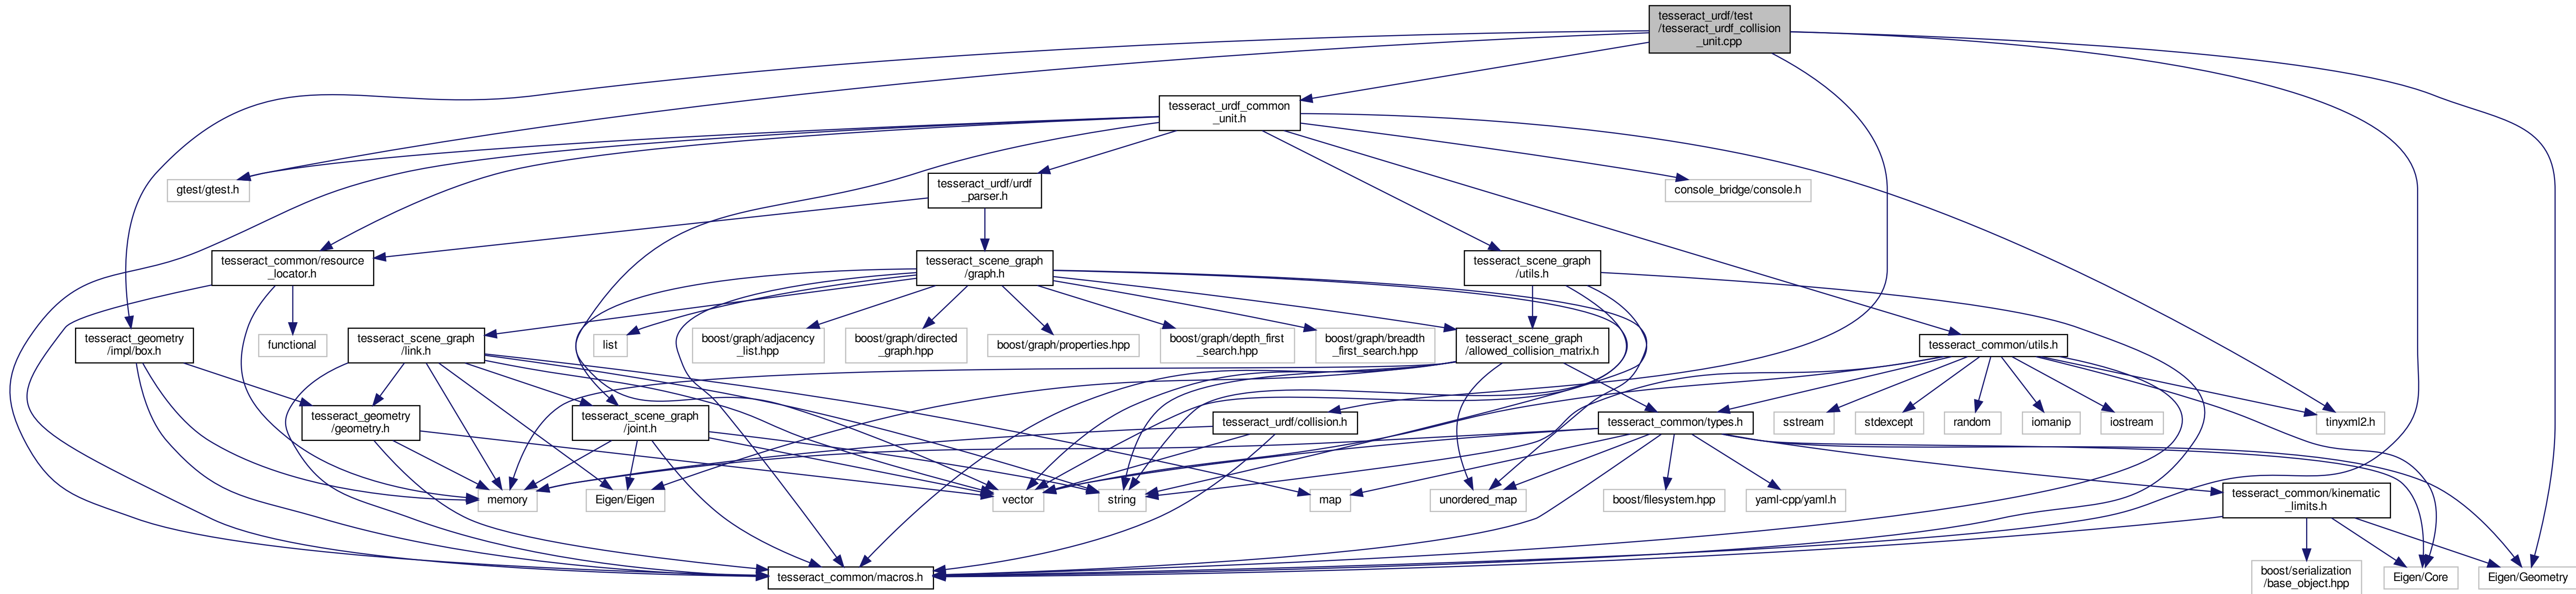 tesseract_urdf/test
/tesseract_urdf_collision
_unit.cpp
tesseract_urdf_common
_unit.h
gtest/gtest.h
tesseract_urdf/urdf
_parser.h
console_bridge/console.h
tesseract_common/resource
_locator.h
tesseract_scene_graph
/graph.h
tesseract_scene_graph
/utils.h
tesseract_geometry
/impl/box.h
functional
tesseract_scene_graph
/link.h
list
boost/graph/adjacency
_list.hpp
boost/graph/directed
_graph.hpp
boost/graph/properties.hpp
boost/graph/depth_first
_search.hpp
boost/graph/breadth
_first_search.hpp
tesseract_scene_graph
/allowed_collision_matrix.h
tesseract_common/utils.h
tesseract_geometry
/geometry.h
tesseract_scene_graph
/joint.h
tesseract_urdf/collision.h
tesseract_common/types.h
sstream
stdexcept
random
iomanip
iostream
tinyxml2.h
memory
Eigen/Eigen
vector
string
map
unordered_map
boost/filesystem.hpp
yaml-cpp/yaml.h
tesseract_common/kinematic
_limits.h
tesseract_common/macros.h
boost/serialization
/base_object.hpp
Eigen/Core
Eigen/Geometry